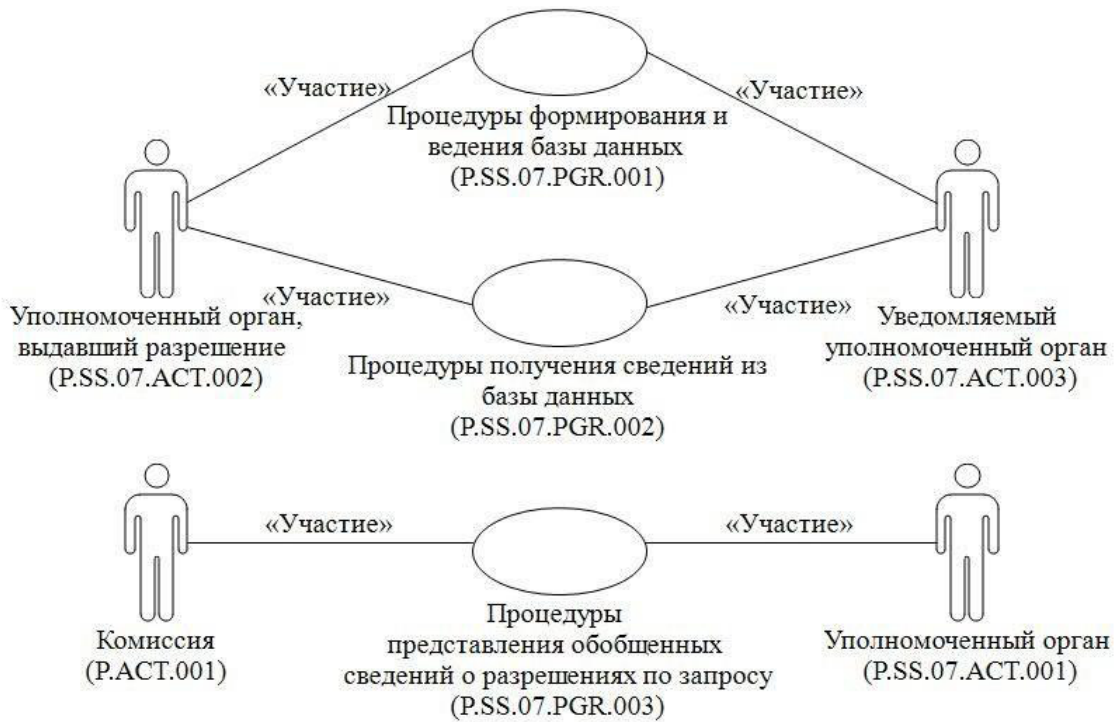 «Участие»
«Участие»
Процедуры формирования и
ведения базы данных
(P.SS.07.PGR.001)
«Участие»
«Участие»
Уполномоченный орган,
выдавший разрешение
(P.SS.07.ACT.002)
Процедуры получения сведений из
базы данных
(P.SS.07.PGR.002)
Уведомляемый
уполномоченный орган
(P.SS.07.ACT.003)
«Участие»
«Участие»
Комиссия
(P.ACT.001)
Процедуры
представления обобщенных
сведений о разрешениях по запросу
(P.SS.07.PGR.003)
Уполномоченный орган
(P.SS.07.ACT.001)